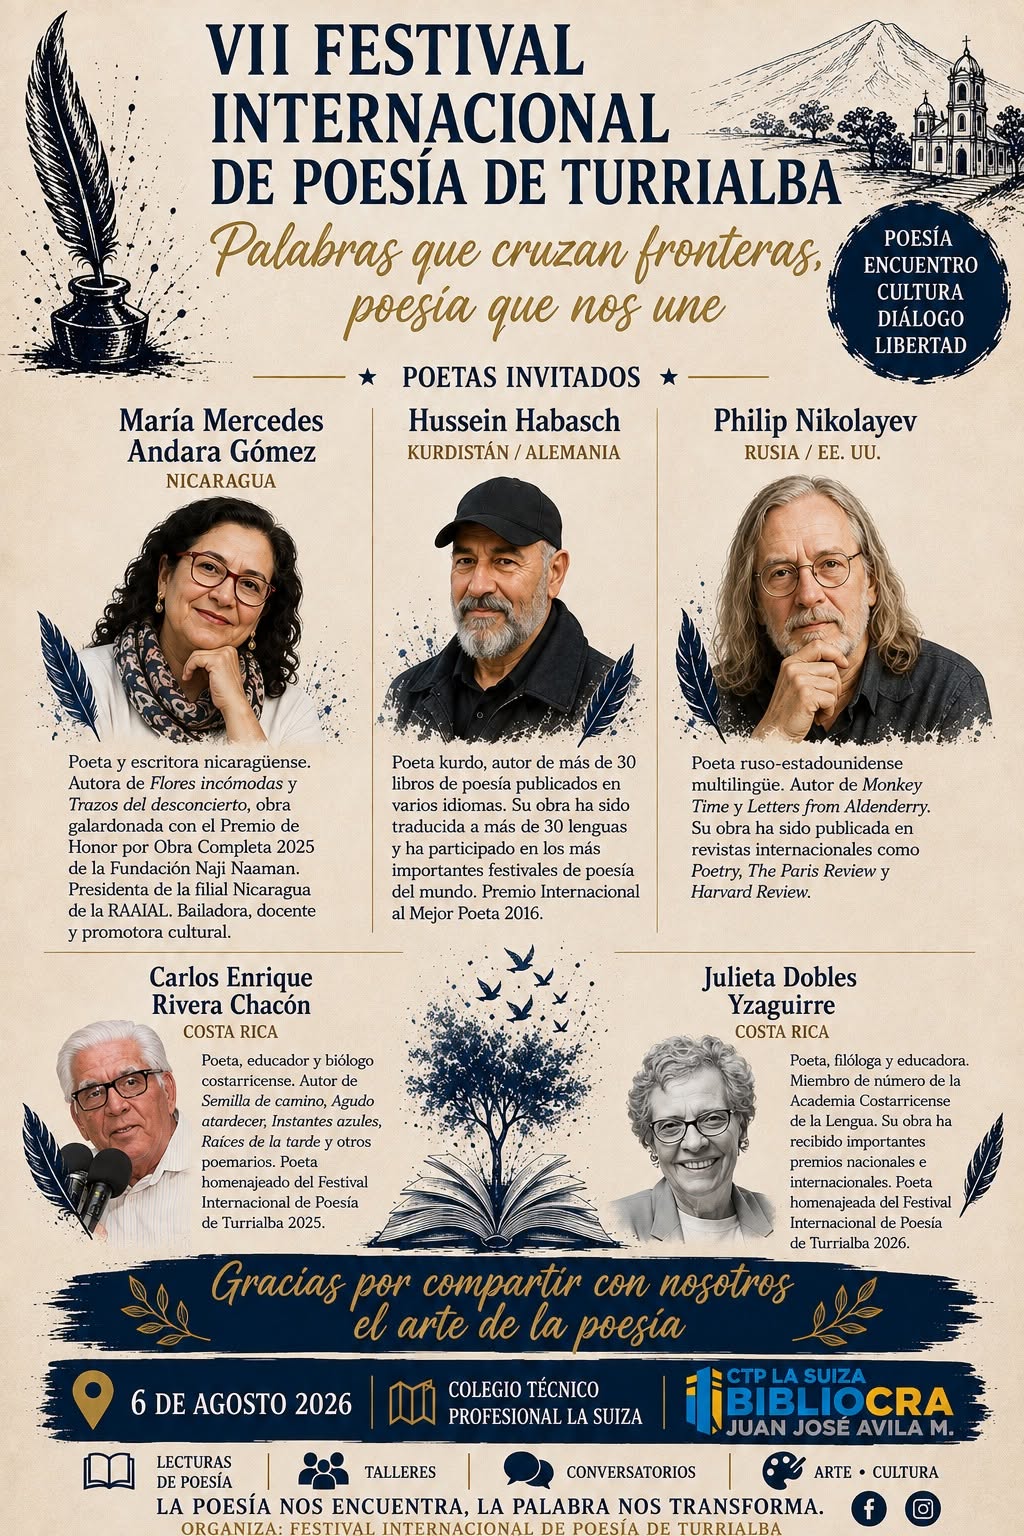 VII FESTIVAL
INTERNACIONAL
DE POESÍA DE TURRIALBA
Palabras que cruzan fronteras,
poesía que nos une
POESÍA
ENCUENTRO
CULTURA
DIÁLOGO
LIBERTAD
POETAS INVITADOS
María Mercedes
Andara Gómez
NICARAGUA
Poeta y escritora nicaragüense.
Autora de Flores incómodas y
Trazos del desconcierto, obra
galardonada con el Premio de
Honor por Obra Completa 2025
de la Fundación Naji Naaman.
Presidenta de la filial Nicaragua
de la RAAIAL. Bailadora, docente
y promotora cultural.
Hussein Habasch
KURDISTÁN / ALEMANIA
Poeta kurdo, autor de más de 30
libros de poesía publicados en
varios idiomas. Su obra ha sido
traducida a más de 30 lenguas
y ha participado en los más
importantes festivales de poesía
del mundo. Premio Internacional
al Mejor Poeta 2016.
Philip Nikolayev
RUSIA / EE. UU.
Poeta ruso-estadounidense
multilingüe. Autor de Monkey
Time y Letters from Aldenderry.
Su obra ha sido publicada en
revistas internacionales como
Poetry, The Paris Review y
Harvard Review.
Carlos Enrique
Rivera Chacón
COSTA RICA
Poeta, educador y biólogo
costarricense. Autor de
Semilla de camino, Agudo
atardecer, Instantes azules,
Raíces de la tarde y otros
poemarios. Poeta
homenajeado del Festival
Internacional de Poesía
de Turrialba 2025.
Julieta Dobles
Yzaguirre
COSTA RICA
Poeta, filóloga y educadora.
Miembro de número de la
Academia Costarricense
de la Lengua. Su obra ha
recibido importantes
premios nacionales e
internacionales. Poeta
homenajeada del Festival
Internacional de Poesía
de Turrialba 2026.
Gracias por compartir con nosotros
el arte de la poesía
6 DE AGOSTO 2026
COLEGIO TÉCNICO
PROFESIONAL LA SUIZA
CTP LA SUIZA
BIBLIOCRA
JUAN JOSÉ AVILA M.
LECTURAS
DE POESÍA
TALLERES
CONVERSATORIOS
ARTE • CULTURA
LA POESÍA NOS ENCUENTRA, LA PALABRA NOS TRANSFORMA.
ORGANIZA: FESTIVAL INTERNACIONAL DE POESÍA DE TURRIALBA